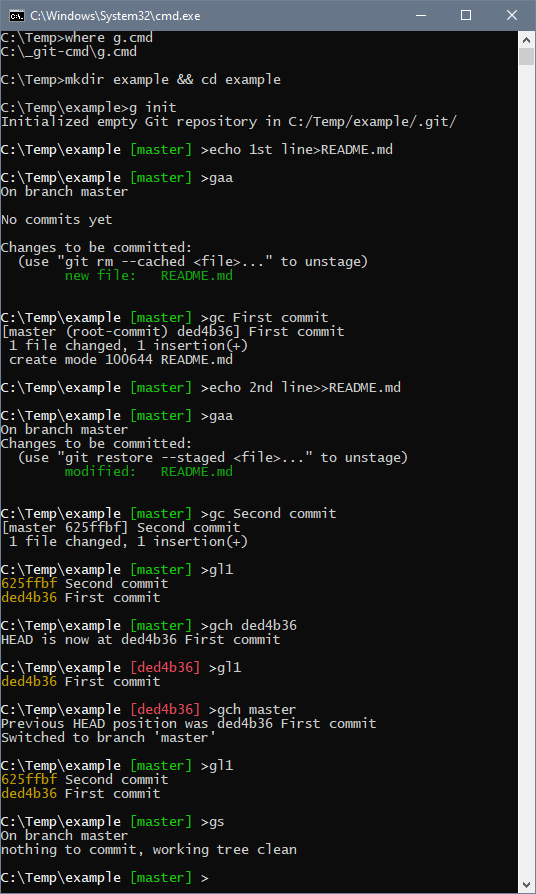 C:\Windows\System32\cmd.exe
C:\Temp>where g.cmd
C:\_git-cmd\g.cmd
C:\Temp>mkdir example && cd example
C:\Temp\example>g init
Initialized empty Git repository in C:/Temp/example/.git/
C:\Temp\example [master] >echo 1st line>README.md
C:\Temp\example [master] >gaa
On branch master
No commits yet
Changes to be committed:
  (use "git rm --cached <file>..." to unstage)
        new file:   README.md
C:\Temp\example [master] >gc First commit
[master (root-commit) ded4b36] First commit
 1 file changed, 1 insertion(+)
 create mode 100644 README.md
C:\Temp\example [master] >echo 2nd line>>README.md
C:\Temp\example [master] >gaa
On branch master
Changes to be committed:
  (use "git restore --staged <file>..." to unstage)
        modified:   README.md
C:\Temp\example [master] >gc Second commit
[master 625ffbf] Second commit
 1 file changed, 1 insertion(+)
C:\Temp\example [master] >gl1
625ffbf Second commit
ded4b36 First commit
C:\Temp\example [master] >gch ded4b36
HEAD is now at ded4b36 First commit
C:\Temp\example [ded4b36] >gl1
ded4b36 First commit
C:\Temp\example [ded4b36] >gch master
Previous HEAD position was ded4b36 First commit
Switched to branch 'master'
C:\Temp\example [master] >gl1
625ffbf Second commit
ded4b36 First commit
C:\Temp\example [master] >gs
On branch master
nothing to commit, working tree clean
C:\Temp\example [master] >